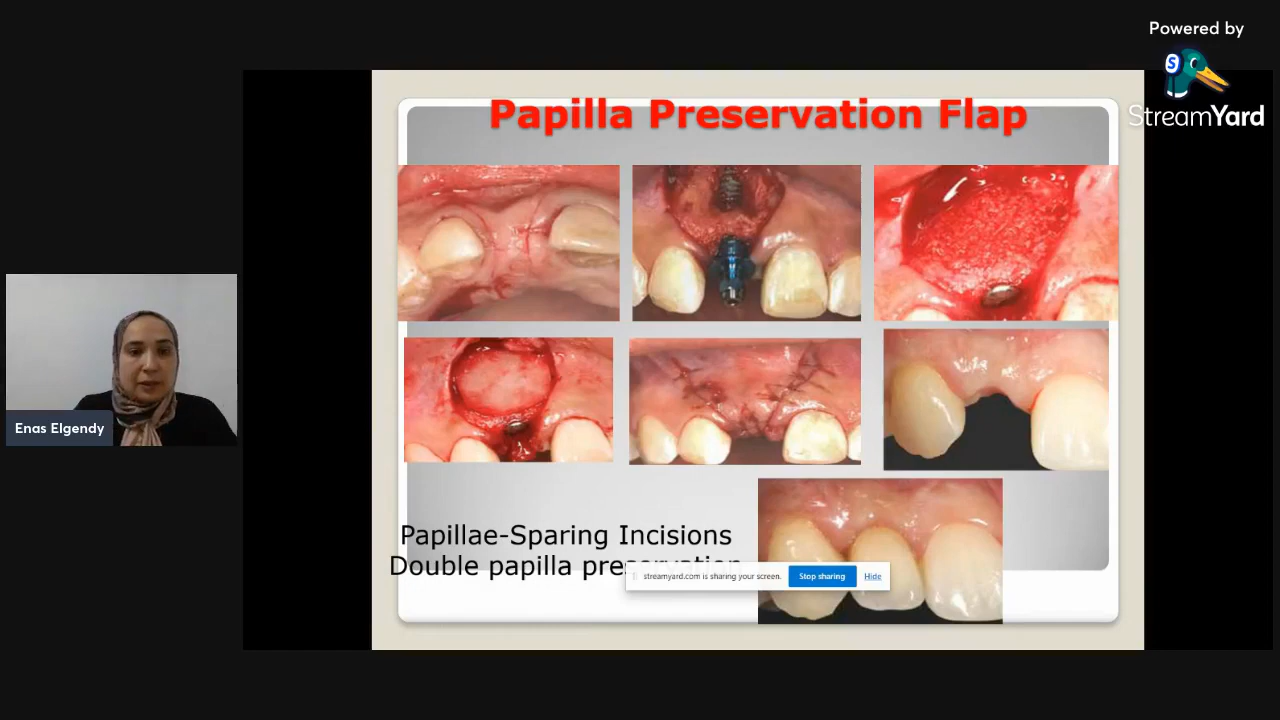 Powered by
S
StreamYard
Papilla Preservation Flap
Enas Elgendy
Papillae-Sparing Incisions
Double papilla preservation
streamyard.com is sharing your screen.
Stop sharing
Hide